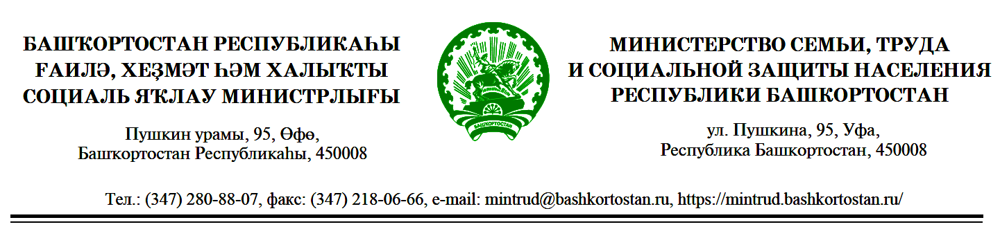 БАШҠОРТОСТАН РЕСПУБЛИКАҺЫ
ҒАИЛӘ, ХЕҘМӘТ ҺӘМ ХАЛЫҠТЫ
СОЦИАЛЬ ЯҠЛАУ МИНИСТРЛЫҒЫ
Пушкин урамы, 95, Өфө,
Башҡортостан Республикаһы, 450008
БАШҠОРТОСТАН
МИНИСТЕРСТВО СЕМЬИ, ТРУДА
И СОЦИАЛЬНОЙ ЗАЩИТЫ НАСЕЛЕНИЯ
РЕСПУБЛИКИ БАШКОРТОСТАН
ул. Пушкина, 95, Уфа,
Республика Башкортостан, 450008
Тел.: (347) 280-88-07, факс: (347) 218-06-66, e-mail: mintrud@bashkortostan.ru, https://mintrud.bashkortostan.ru/